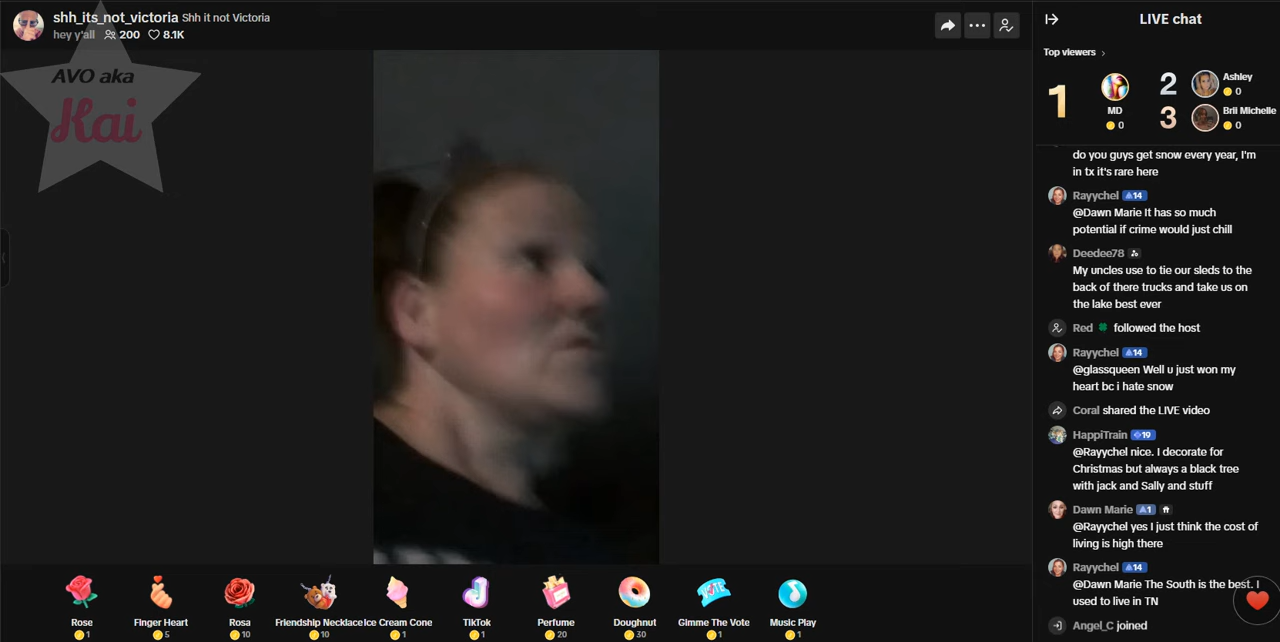 shh_its_not_victoria Shh it not Victoria
hey y'all 200 8.1K
AVO aka
Kai
LIVE chat
Top viewers
1
MD
0
2
Ashley
0
3
Brii Michelle
0
do you guys get snow every year, I'm
in tx it's rare here
Rayychel 14
@Dawn Marie It has so much
potential if crime would just chill
Deedee78
My uncles use to tie our sleds to the
back of there trucks and take us on
the lake best ever
Red followed the host
Rayychel 14
@glassqueen Well u just won my
heart bc i hate snow
Coral shared the LIVE video
HappiTrain 19
@Rayychel nice. I decorate for
Christmas but always a black tree
with jack and Sally and stuff
Dawn Marie 1
@Rayychel yes I just think the cost of
living is high there
Rayychel 14
@Dawn Marie The South is the best. I
used to live in TN
Angel_C joined
Rose
1
Finger Heart
5
Rosa
10
Friendship Necklace
10
Ice Cream Cone
1
TikTok
1
Perfume
20
Doughnut
30
VOTE
Gimme The Vote
1
Music Play
1